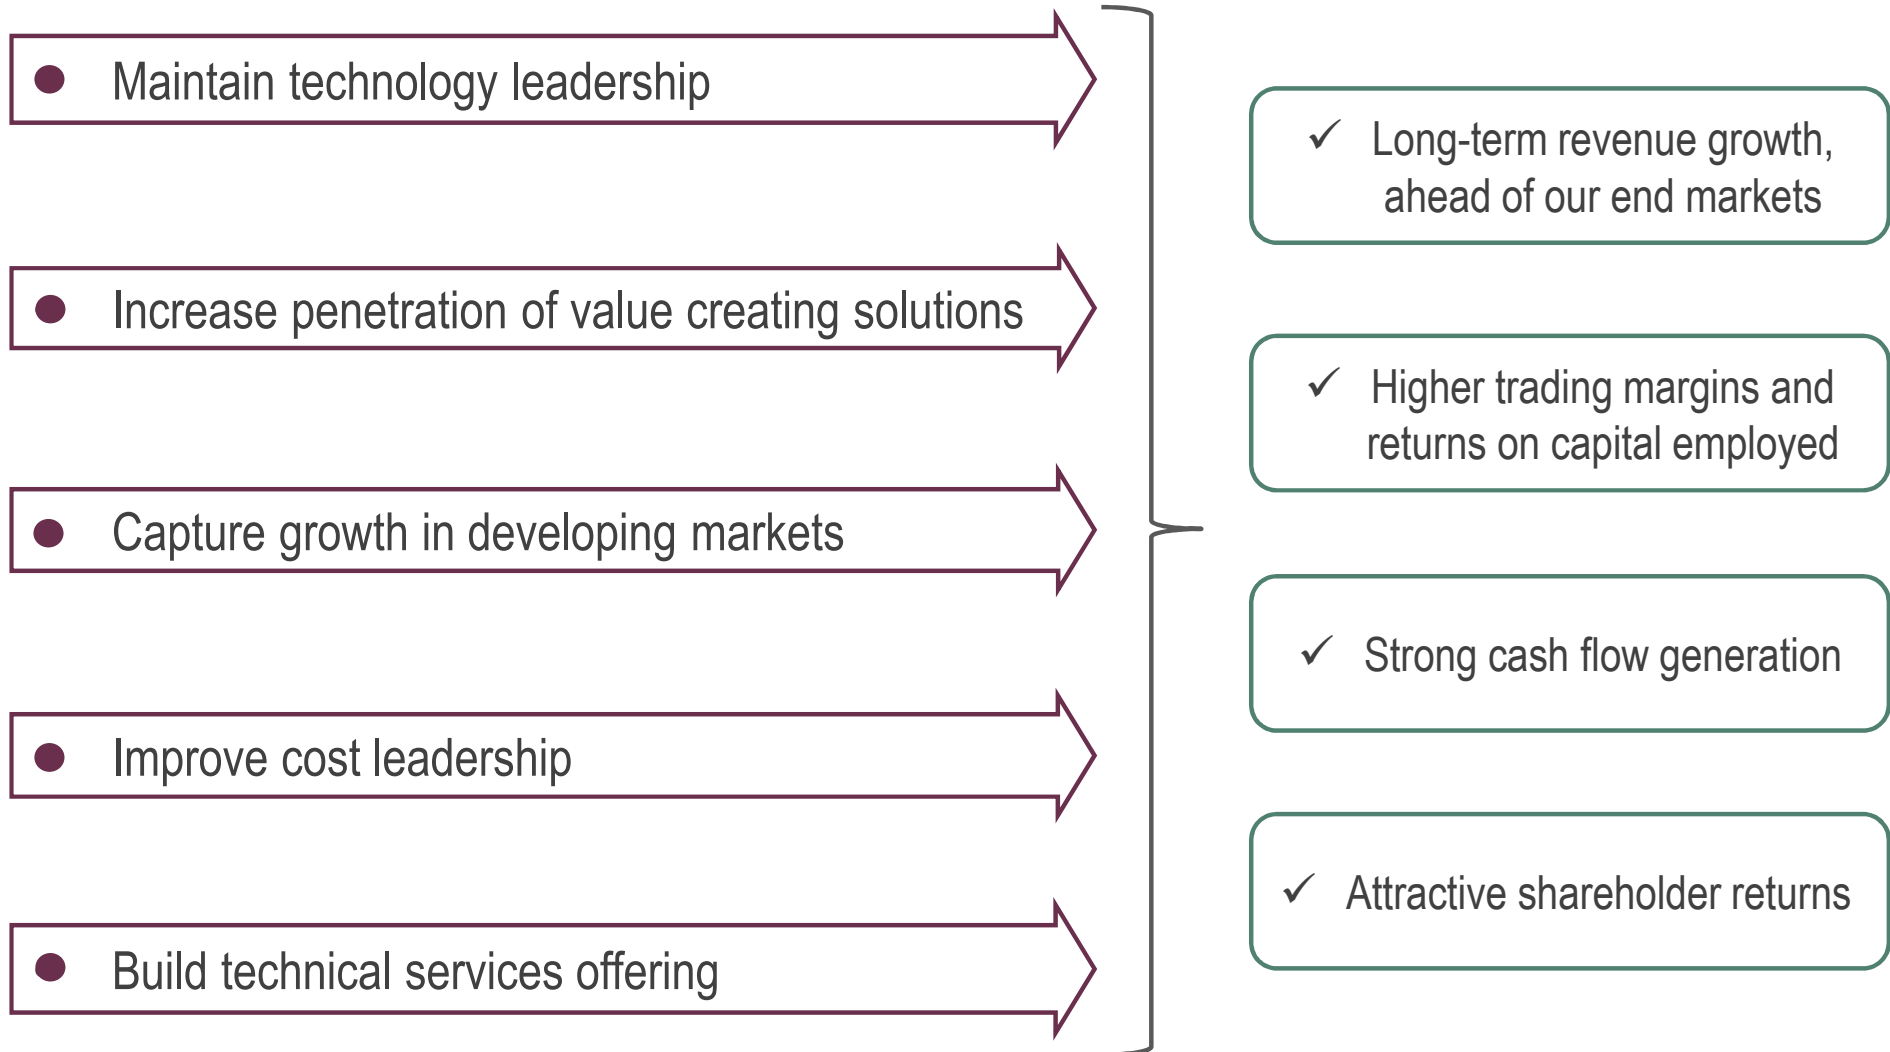 ● Maintain technology leadership
● Increase penetration of value creating solutions
● Capture growth in developing markets
● Improve cost leadership
● Build technical services offering
✓ Long-term revenue growth,
ahead of our end markets
✓ Higher trading margins and
returns on capital employed
✓ Strong cash flow generation
✓ Attractive shareholder returns